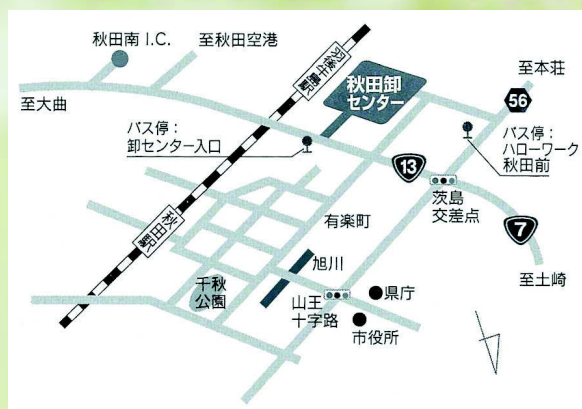 秋田南 I.C.
至秋田空港
羽後牛島駅
至大曲
秋田卸
センター
至本荘
56
バス停：
卸センター入口
バス停：
ハローワーク
秋田前
13
茨島
交差点
7
有楽町
秋田駅
旭川
至土崎
千秋
公園
山王
十字路
県庁
市役所